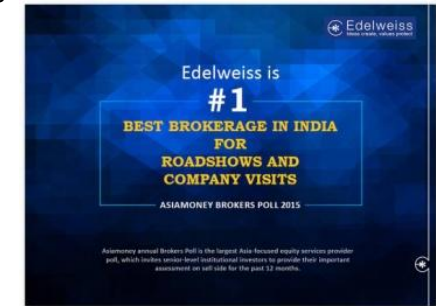 Edelweiss
Ideas create, values protect
Edelweiss is
#1
BEST BROKERAGE IN INDIA
FOR
ROADSHOWS AND
COMPANY VISITS
ASIAMONEY BROKERS POLL 2015
Asiamoney annual Brokers Poll is the largest Asia-focused equity services provider
poll, which invites senior-level institutional investors to provide their important
assessment on sell side for the past 12 months.